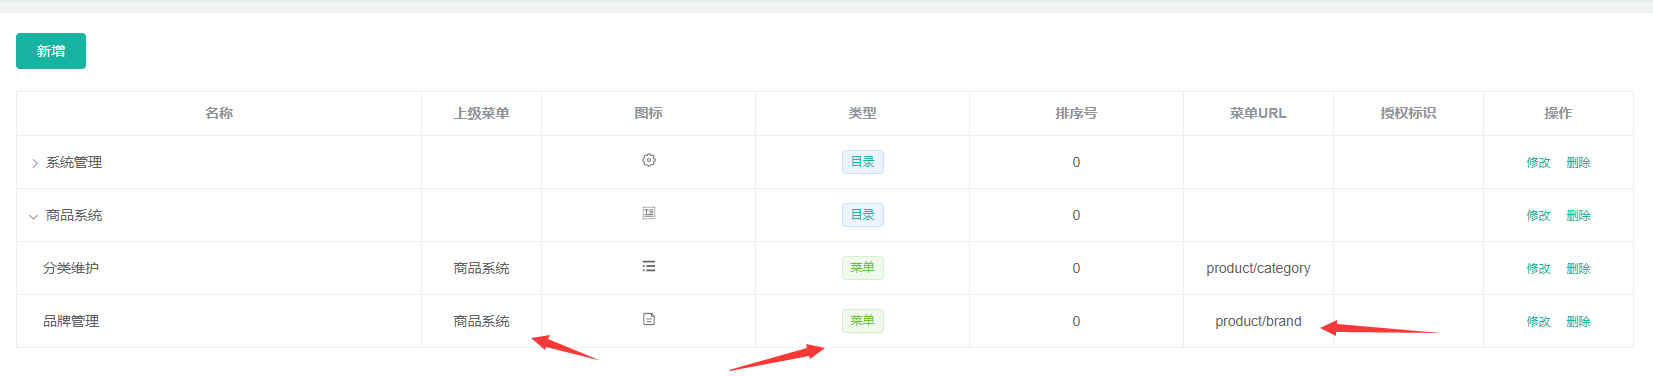 新增
名称 上级菜单 图标 类型 排序号 菜单URL 授权标识 操作
系统管理 目录 0 修改 删除
商品系统 目录 0 修改 删除
分类维护 商品系统 菜单 0 product/category 修改 删除
品牌管理 商品系统 菜单 0 product/brand 修改 删除